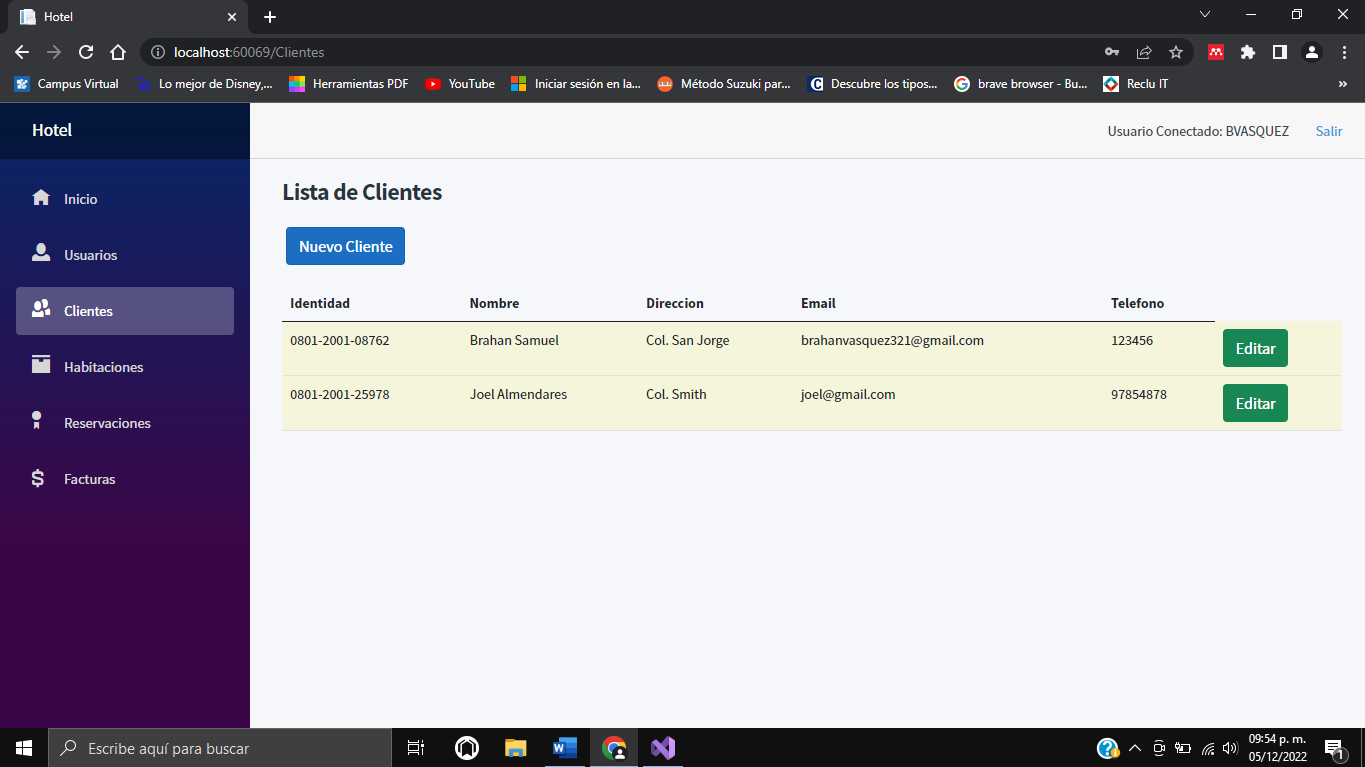 Hotel
localhost:60069/Clientes
Campus Virtual
Lo mejor de Disney,...
Herramientas PDF
YouTube
Iniciar sesión en la...
Método Suzuki par...
Descubre los tipos...
brave browser - Bu...
Reclu IT
»
Hotel
Usuario Conectado: BVASQUEZ
Salir
Inicio
Usuarios
Clientes
Habitaciones
Reservaciones
Facturas
Lista de Clientes
Nuevo Cliente
Identidad Nombre Direccion Email Telefono
0801-2001-08762 Brahan Samuel Col. San Jorge brahanvasquez321@gmail.com 123456 Editar
0801-2001-25978 Joel Almendares Col. Smith joel@gmail.com 97854878 Editar
Escribe aquí para buscar
09:54 p. m.
05/12/2022
1